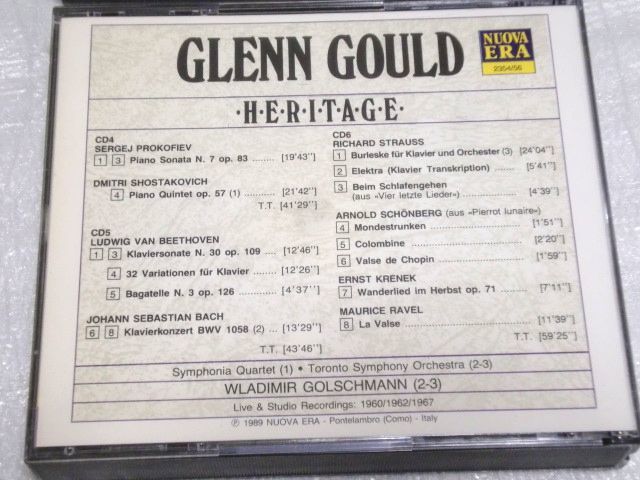 GLENN GOULD
NUOVA
ERA
2354/56
·H·E·R·I·T·A·G·E·
CD4
SERGEJ PROKOFIEV
1 3 Piano Sonata N. 7 op. 83 ........ [19'43"]
DMITRI SHOSTAKOVICH
4 Piano Quintet op. 57 (1) .......... [21'42"]
T.T. [41'29"]
CD5
LUDWIG VAN BEETHOVEN
1 3 Klaviersonate N. 30 op. 109 .... [12'46"]
4 32 Variationen für Klavier ....... [12'26"]
5 Bagatelle N. 3 op. 126 ............ [4'37"]
JOHANN SEBASTIAN BACH
6 8 Klavierkonzert BWV 1058 (2) ... [13'29"]
T.T. [43'46"]
CD6
RICHARD STRAUSS
1 Burleske für Klavier und Orchester (3) [24'04"]
2 Elektra (Klavier Transkription) ...... [5'41"]
3 Beim Schlafengehen
(aus «Vier letzte Lieder») .............. [4'39"]
ARNOLD SCHÖNBERG (aus «Pierrot lunaire»)
4 Mondestrunken ........................ [1'51"]
5 Colombine .............................. [2'20"]
6 Valse de Chopin ....................... [1'59"]
ERNST KRENEK
7 Wanderlied im Herbst op. 71 ....... [7'11"]
MAURICE RAVEL
8 La Valse ............................... [11'39"]
T.T. [59'25"]
Symphonia Quartet (1) • Toronto Symphony Orchestra (2-3)
WLADIMIR GOLSCHMANN (2-3)
Live & Studio Recordings: 1960/1962/1967
℗ 1989 NUOVA ERA - Pontelambro (Como) - Italy